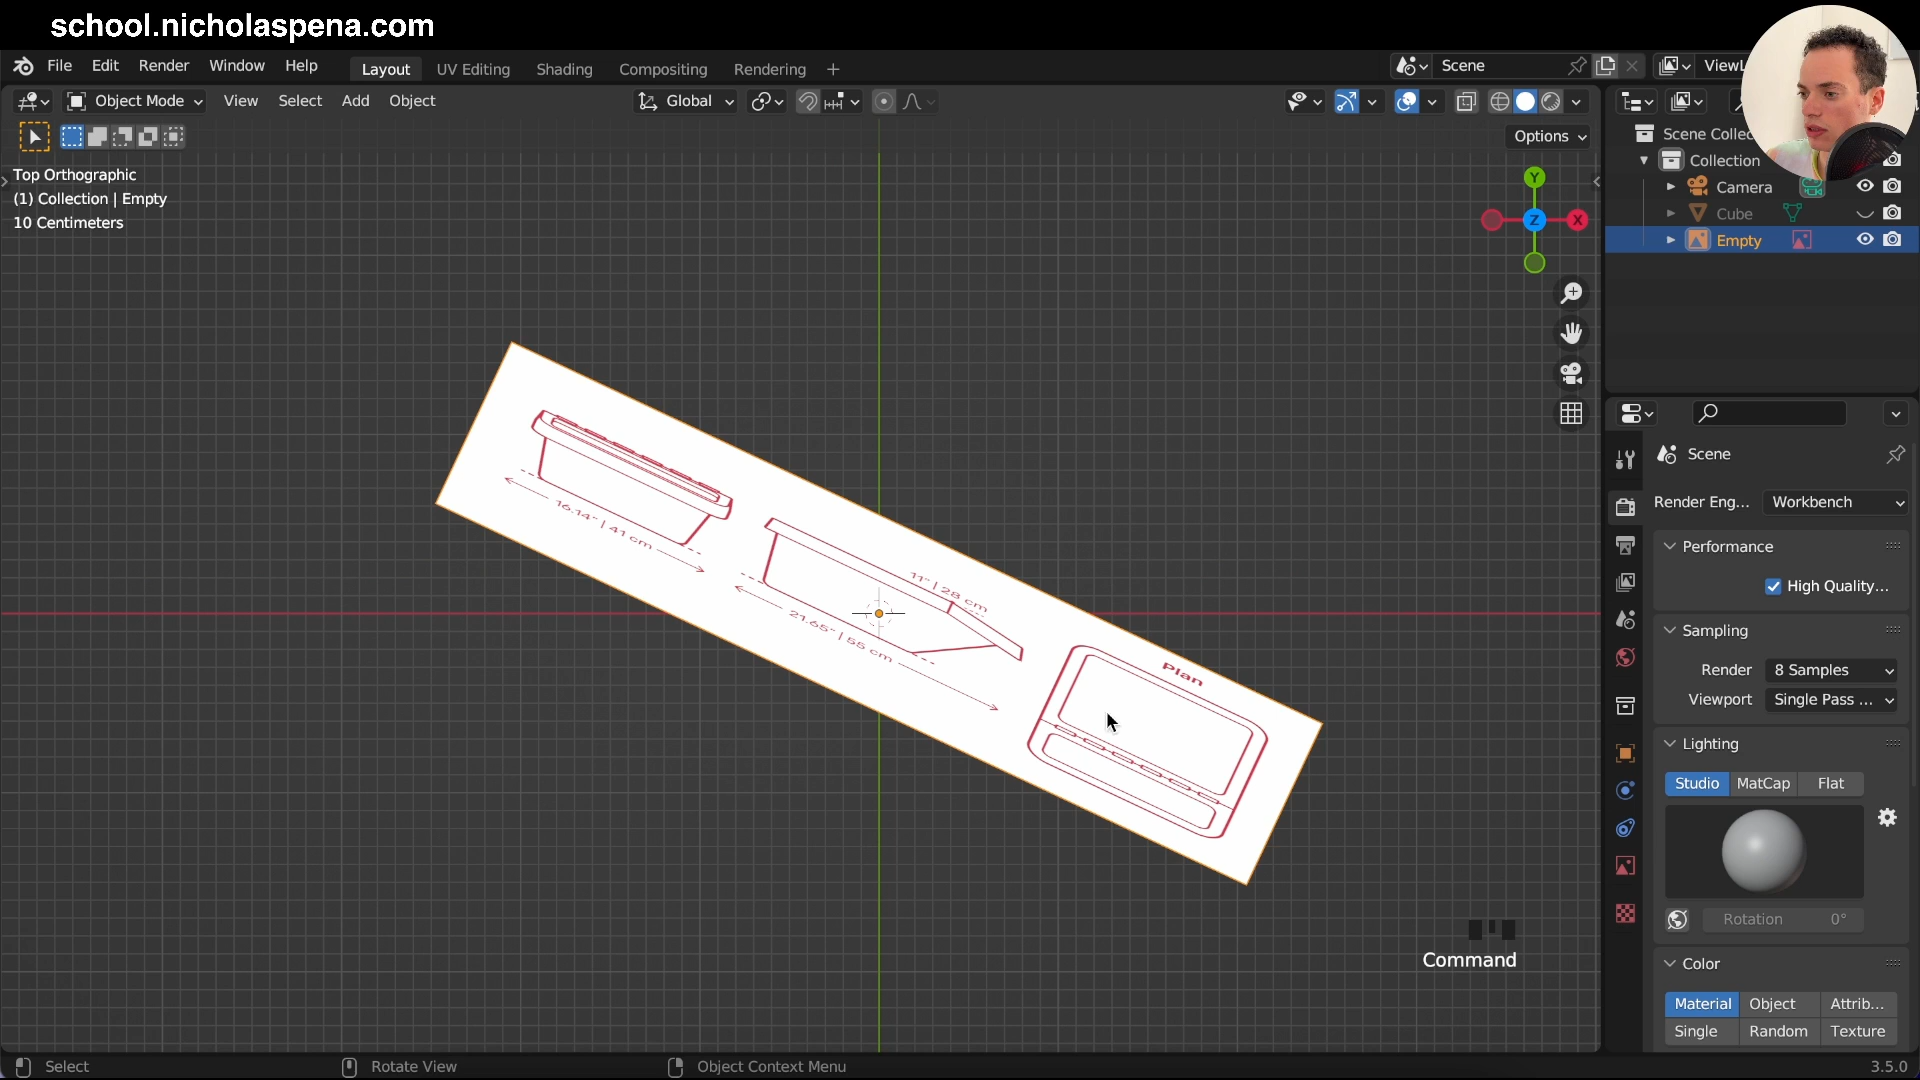 school.nicholaspena.com
File Edit Render Window Help Layout UV Editing Shading Compositing Rendering + Scene
Object Mode View Select Add Object Global
Options
Top Orthographic
(1) Collection | Empty
10 Centimeters
Y
Z X
Collection
Camera
Cube
Empty
16.14" | 41 cm
11" | 28 cm
21.65" | 55 cm
Plan
Scene
Render Eng... Workbench
Performance
High Quality...
Sampling
Render 8 Samples
Viewport Single Pass ...
Lighting
Studio MatCap Flat
Rotation 0°
Color
Material Object Attrib...
Single Random Texture
Command
Select Rotate View Object Context Menu 3.5.0